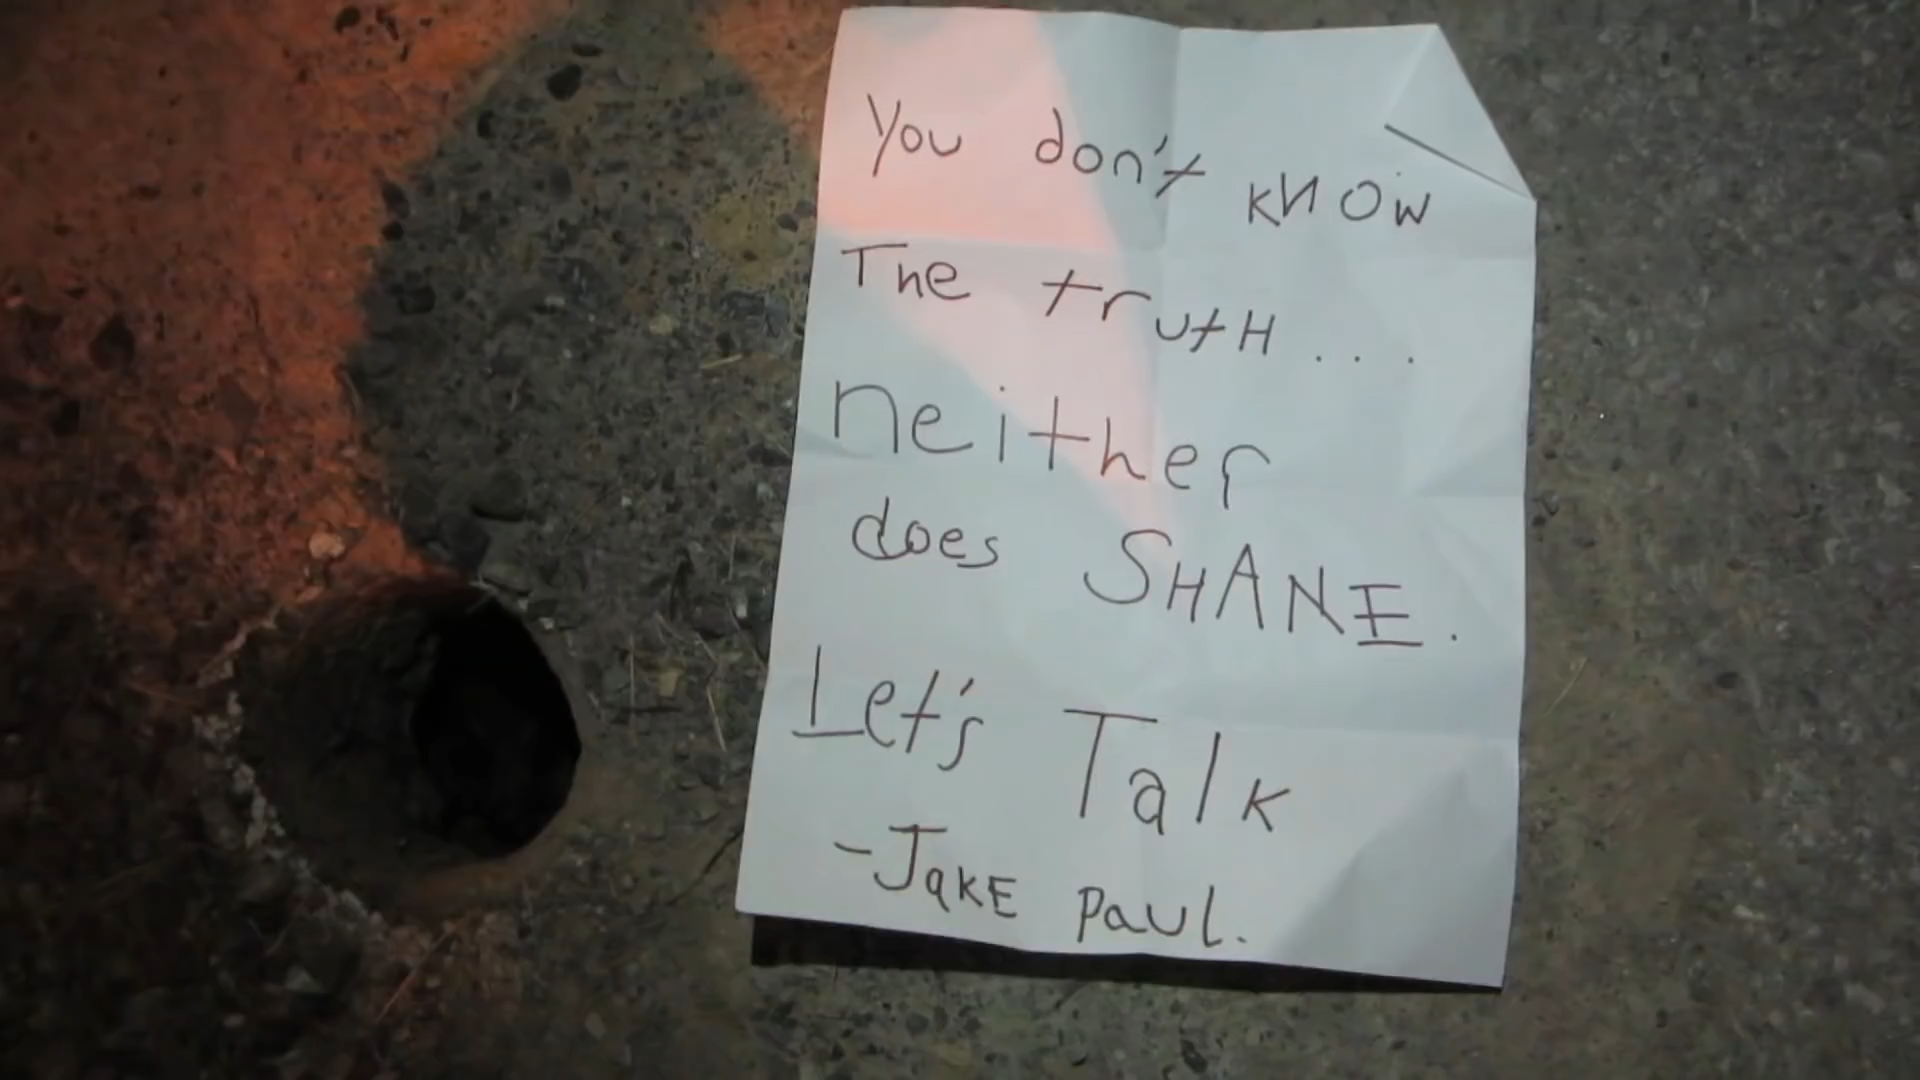 You don't know
The truth...
neither
does SHANE.
Let's Talk
-JaKE Paul.